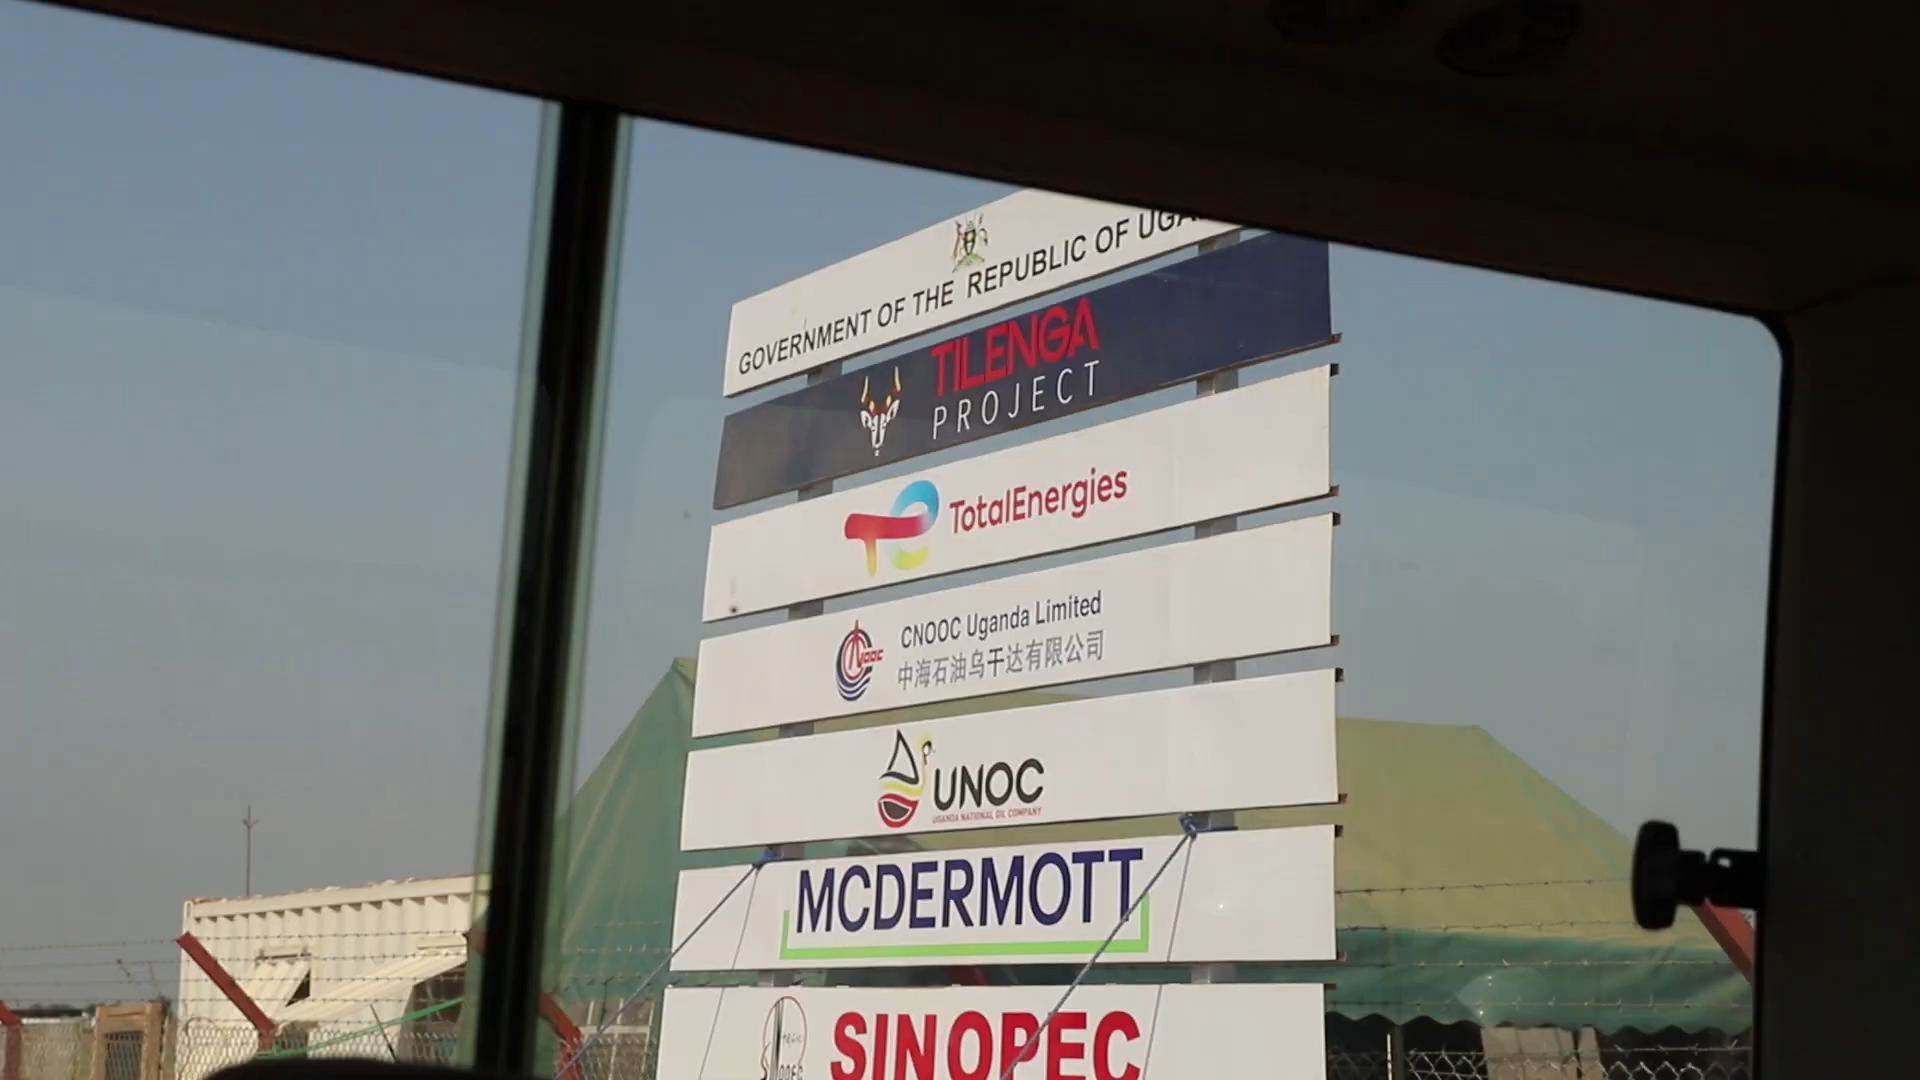 GOVERNMENT OF THE REPUBLIC OF
TILENGA
PROJECT
TotalEnergies
CNOOC
CNOOC Uganda Limited
中海石油乌干达有限公司
UNOC
UGANDA NATIONAL OIL COMPANY
MCDERMOTT
SINOPEC